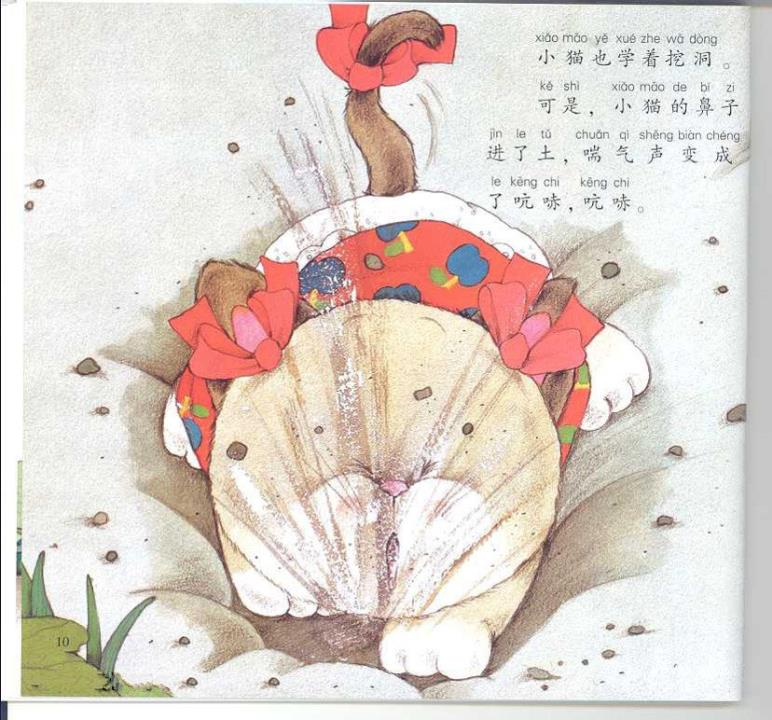 xiǎo māo yě xué zhe wā dòng
小猫也学着挖洞。
kě shì xiǎo māo de bí zi
可是，小猫的鼻子
jìn le tǔ chuǎn qì shēng biàn chéng
进了土，喘气声变成
le kēng chi kēng chi
了吭哧，吭哧。
10